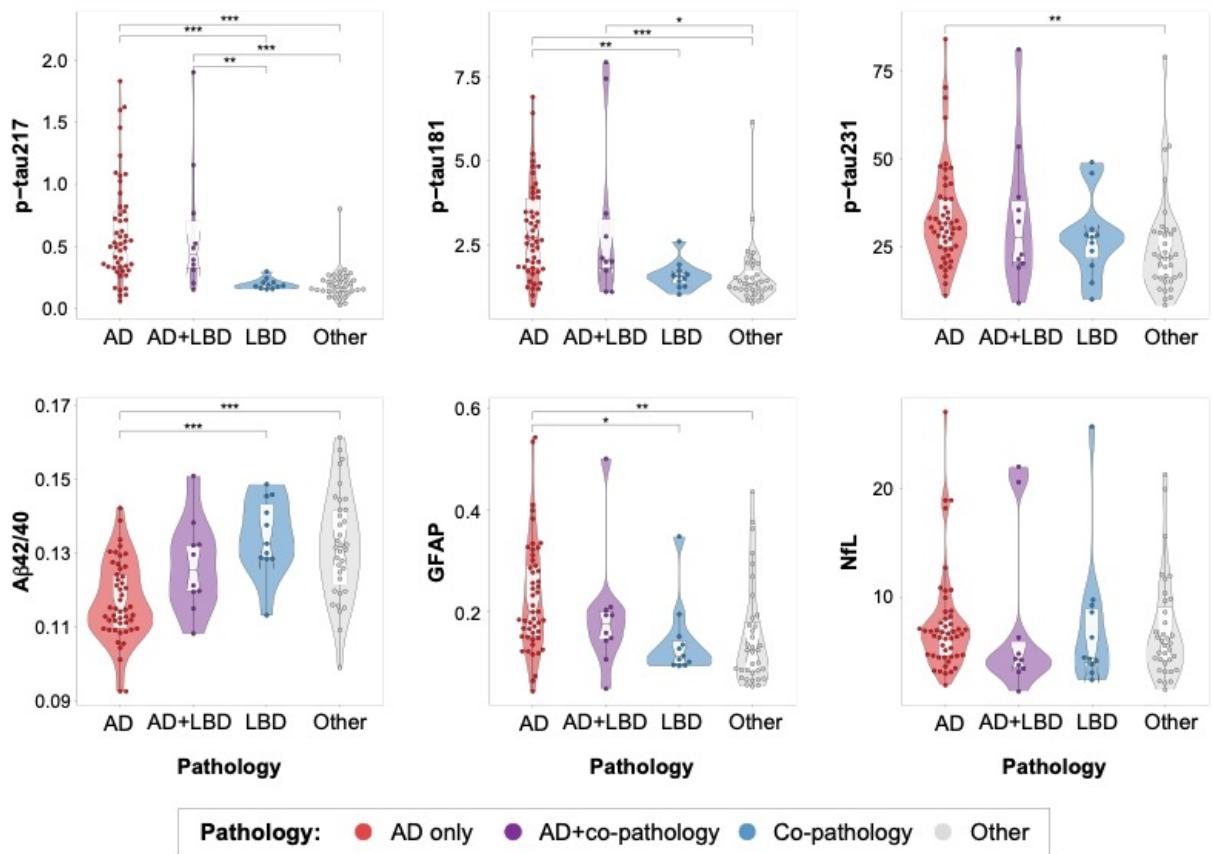 ***
***
***
**
p-tau217
2.0
1.5
1.0
0.5
0.0
AD AD+LBD LBD Other
*
***
**
p-tau181
7.5
5.0
2.5
AD AD+LBD LBD Other
**
p-tau231
75
50
25
AD AD+LBD LBD Other
***
***
Aβ42/40
0.17
0.15
0.13
0.11
0.09
AD AD+LBD LBD Other
Pathology
**
*
GFAP
0.6
0.4
0.2
AD AD+LBD LBD Other
Pathology
NfL
20
10
AD AD+LBD LBD Other
Pathology
Pathology: AD only AD+co-pathology Co-pathology Other